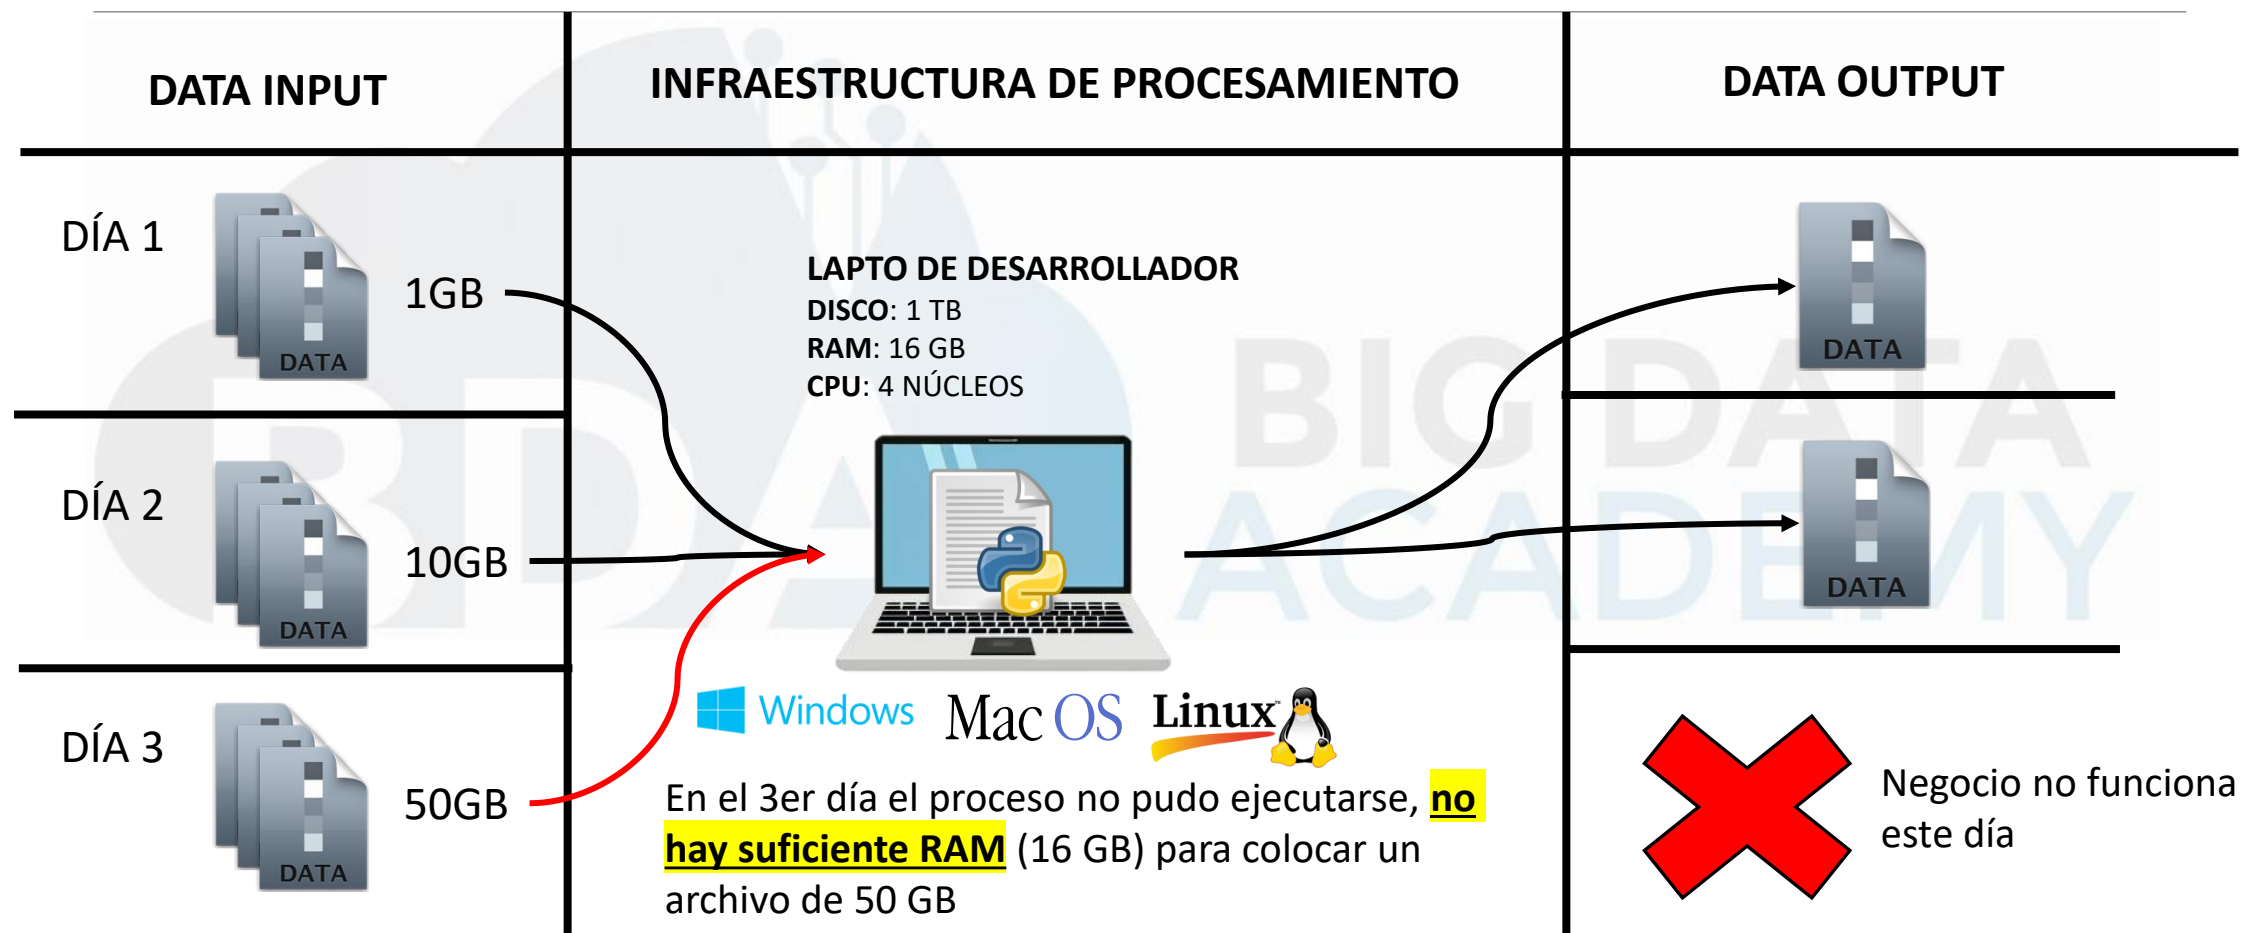 DATA INPUT
INFRAESTRUCTURA DE PROCESAMIENTO
DATA OUTPUT
DÍA 1
DATA
1GB
LAPTO DE DESARROLLADOR
DISCO: 1 TB
RAM: 16 GB
CPU: 4 NÚCLEOS
DATA
DÍA 2
DATA
10GB
DATA
DÍA 3
DATA
50GB
Windows
Mac OS
Linux
En el 3er día el proceso no pudo ejecutarse, no
hay suficiente RAM (16 GB) para colocar un
archivo de 50 GB
Negocio no funciona
este día
BDA
BIG DATA
ACADEMY